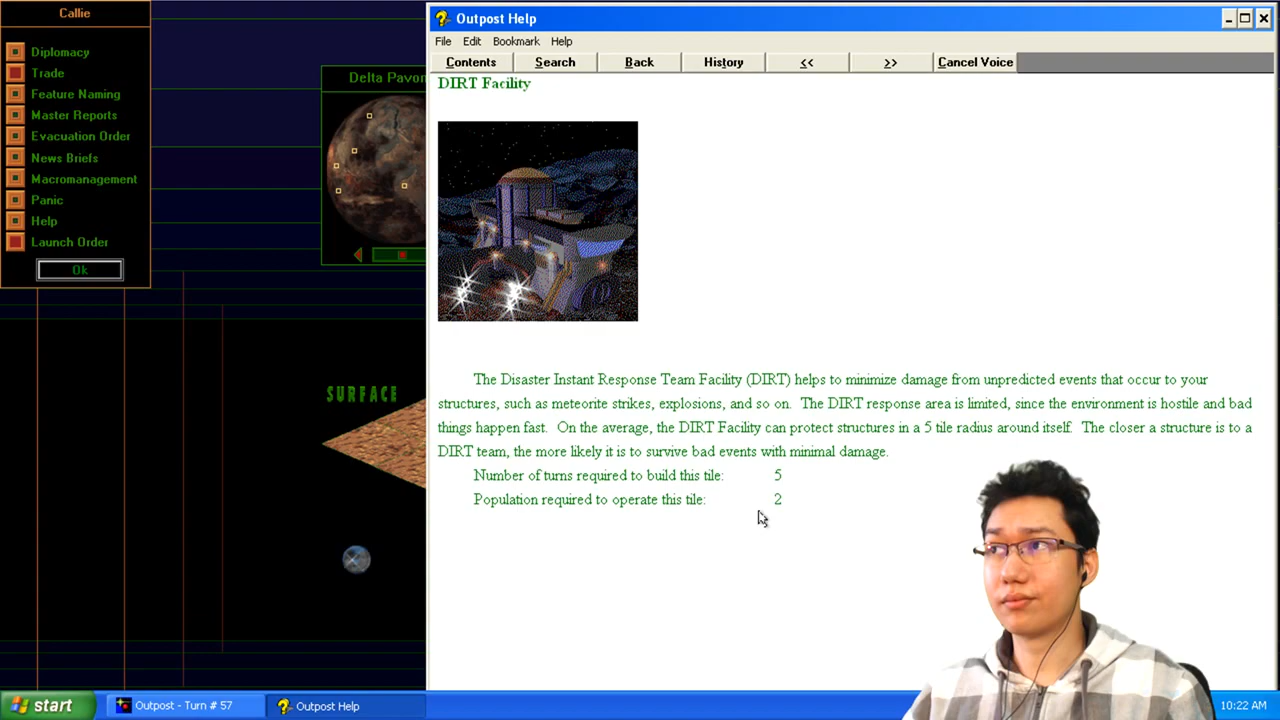 Callie
Diplomacy
Trade
Feature Naming
Master Reports
Evacuation Order
News Briefs
Macromanagement
Panic
Help
Launch Order
Ok
Delta Pavon
SURFACE
Outpost Help
File Edit Bookmark Help
Contents Search Back History << >> Cancel Voice
DIRT Facility
The Disaster Instant Response Team Facility (DIRT) helps to minimize damage from unpredicted events that occur to your
structures, such as meteorite strikes, explosions, and so on. The DIRT response area is limited, since the environment is hostile and bad
things happen fast. On the average, the DIRT Facility can protect structures in a 5 tile radius around itself. The closer a structure is to a
DIRT team, the more likely it is to survive bad events with minimal damage.
Number of turns required to build this tile: 5
Population required to operate this tile: 2
start Outpost - Turn # 57 Outpost Help 10:22 AM